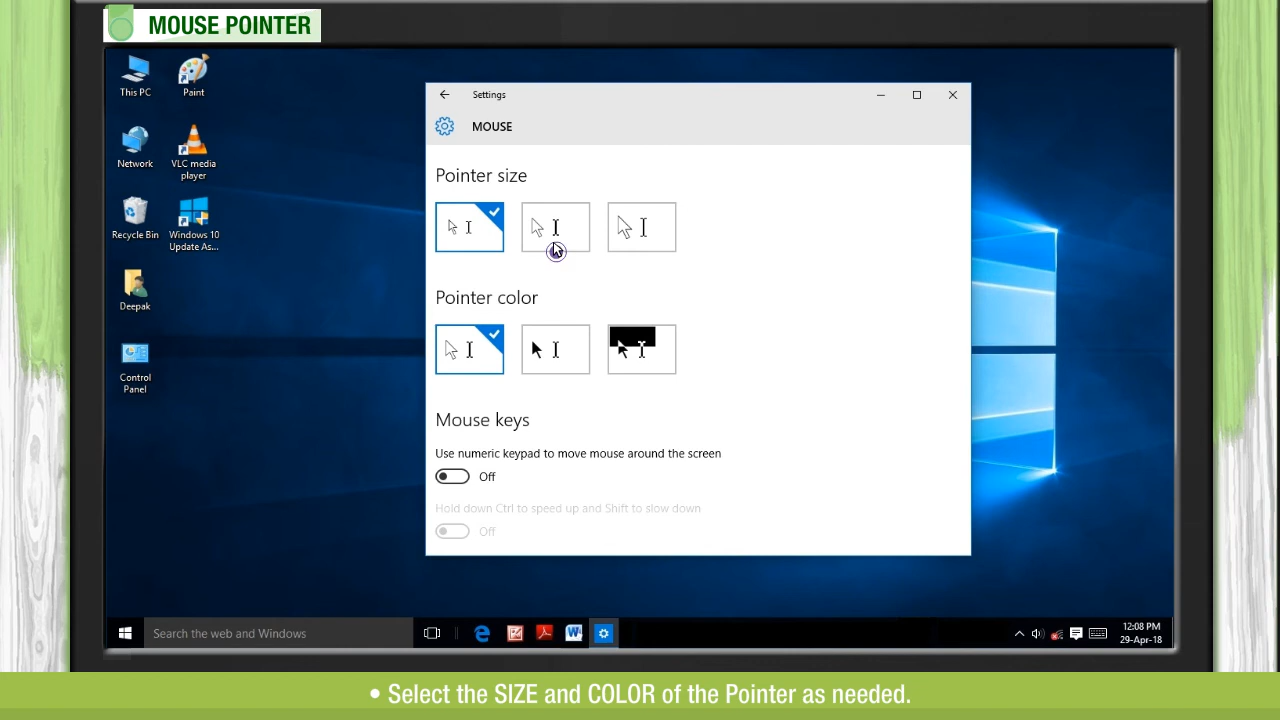 MOUSE POINTER
This PC
Paint
Network
VLC media
player
Recycle Bin
Windows 10
Update As...
Deepak
Control
Panel
Settings
MOUSE
Pointer size
Pointer color
Mouse keys
Use numeric keypad to move mouse around the screen
Off
Hold down Ctrl to speed up and Shift to slow down
Off
Search the web and Windows
12:08 PM
29-Apr-18
• Select the SIZE and COLOR of the Pointer as needed.